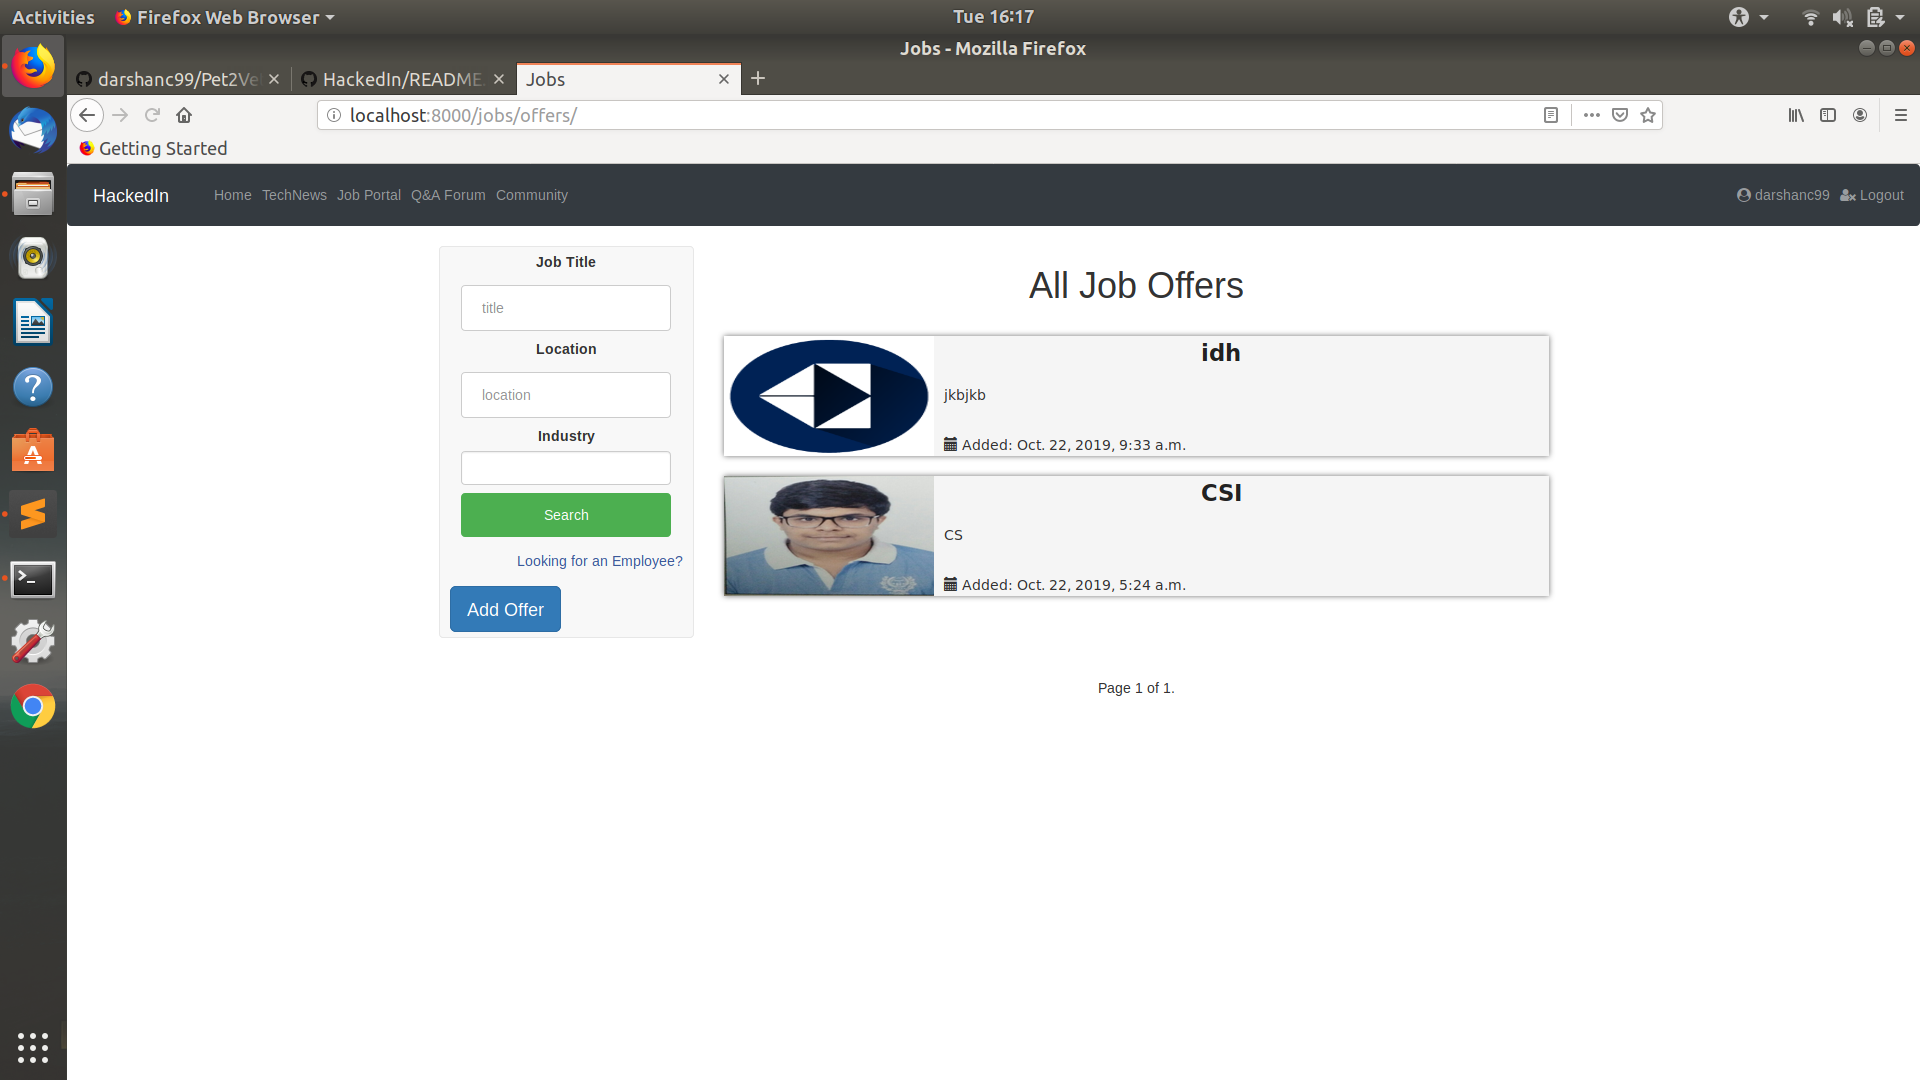 Activities Firefox Web Browser Tue 16:17
Jobs - Mozilla Firefox
darshanc99/Pet2Ve HackedIn/README. Jobs
localhost:8000/jobs/offers/
Getting Started
HackedIn Home TechNews Job Portal Q&A Forum Community darshanc99 Logout
Job Title
title
Location
location
Industry
Search
Looking for an Employee?
Add Offer
All Job Offers
idh
jkbjkb
Added: Oct. 22, 2019, 9:33 a.m.
CSI
CS
Added: Oct. 22, 2019, 5:24 a.m.
Page 1 of 1.